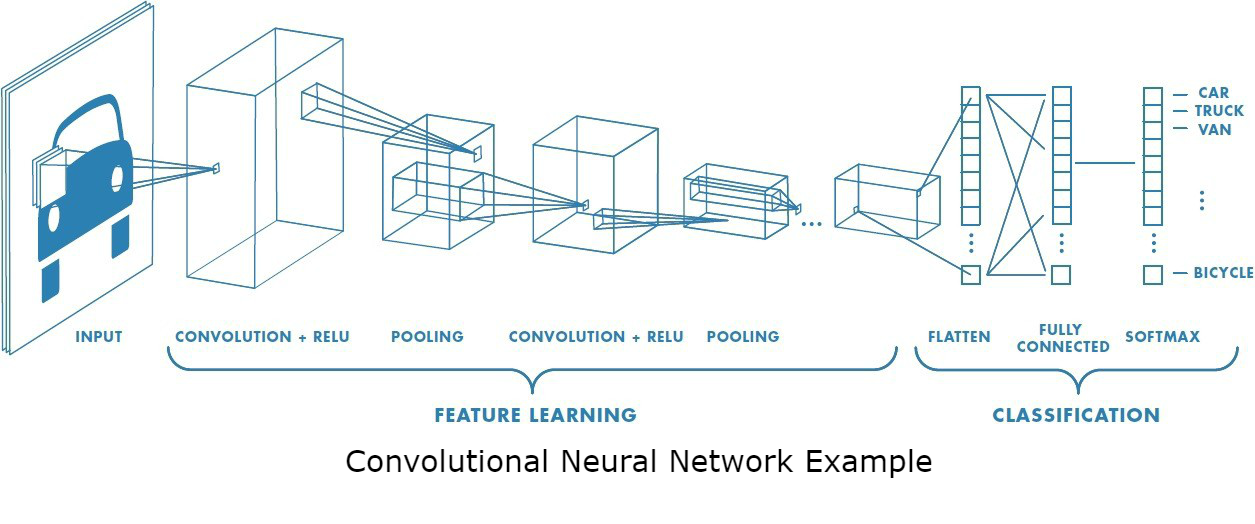 CAR
TRUCK
VAN
BICYCLE
INPUT
CONVOLUTION + RELU
POOLING
CONVOLUTION + RELU
POOLING
FLATTEN
FULLY
CONNECTED
SOFTMAX
FEATURE LEARNING
CLASSIFICATION
Convolutional Neural Network Example